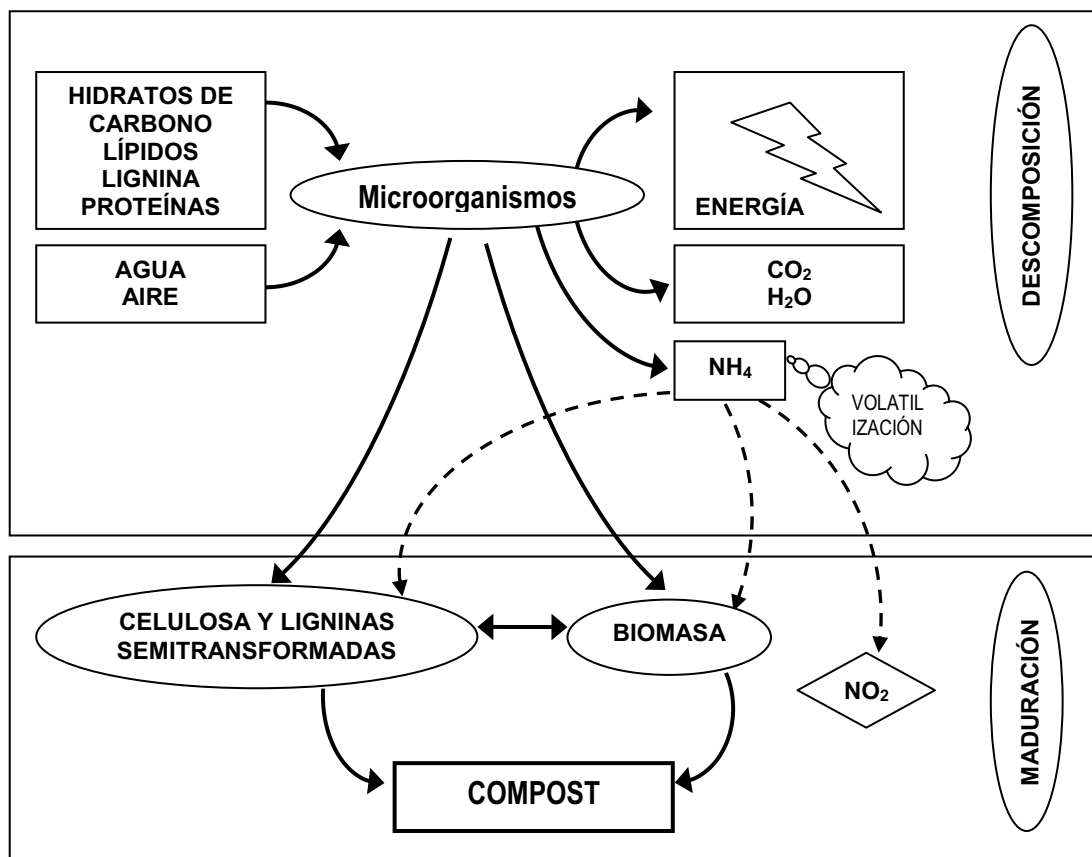 HIDRATOS DE
CARBONO
LÍPIDOS
LIGNINA
PROTEÍNAS
AGUA
AIRE
Microorganismos
ENERGÍA
CO₂
H₂O
NH₄
VOLATIL
IZACIÓN
DESCOMPOSICIÓN
CELULOSA Y LIGNINAS
SEMITRANSFORMADAS
BIOMASA
NO₂
COMPOST
MADURACIÓN